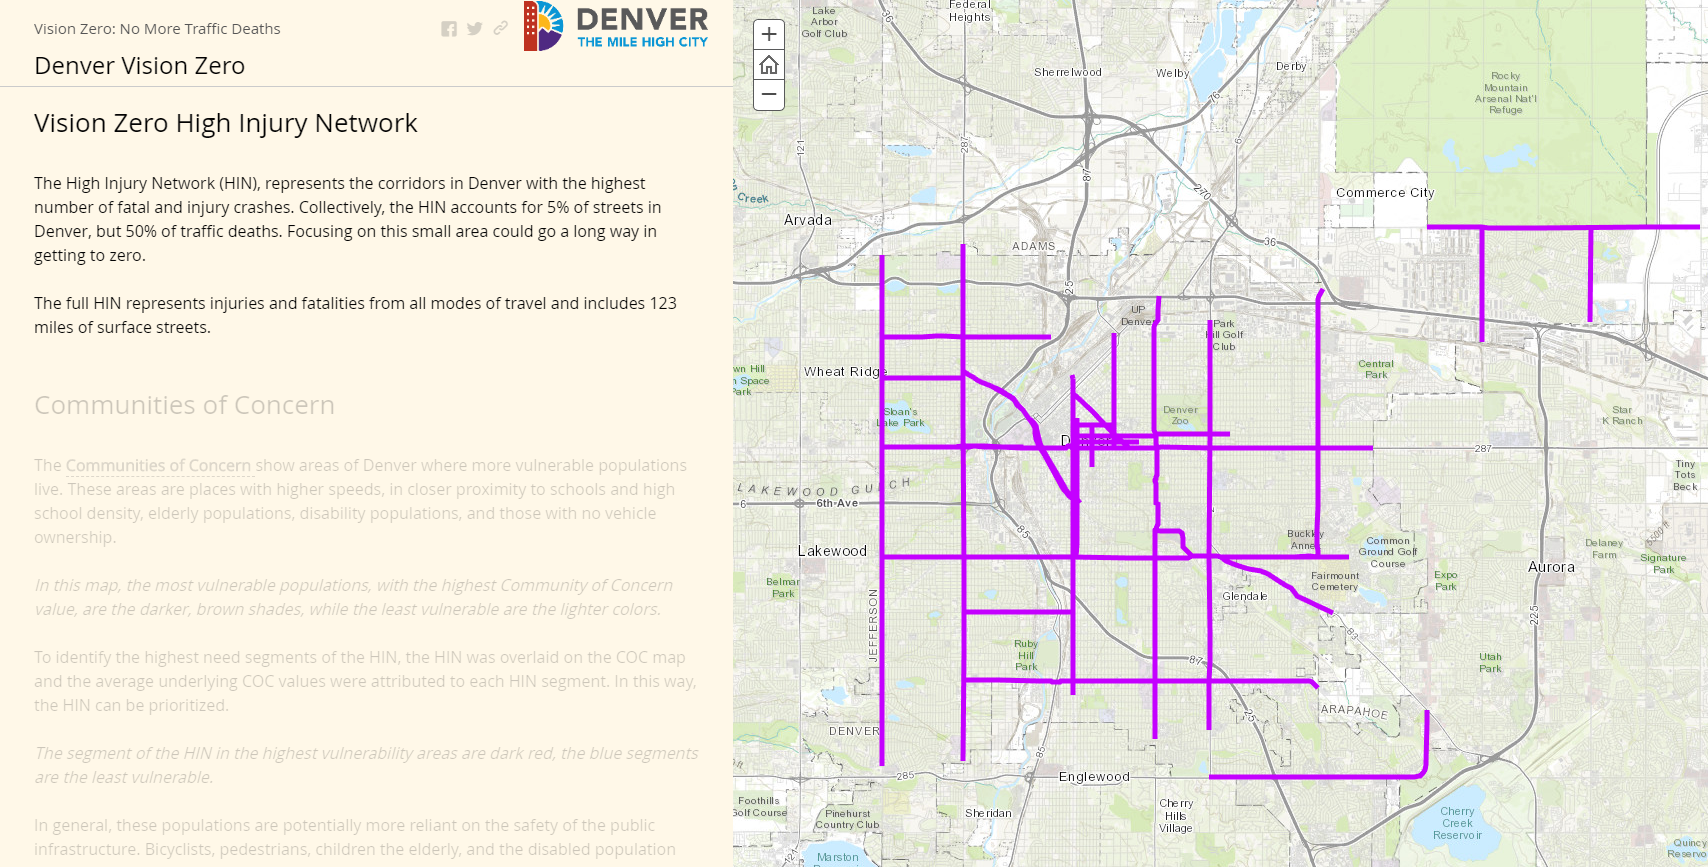 Vision Zero: No More Traffic Deaths
DENVER
THE MILE HIGH CITY
Denver Vision Zero
Vision Zero High Injury Network
The High Injury Network (HIN), represents the corridors in Denver with the highest
number of fatal and injury crashes. Collectively, the HIN accounts for 5% of streets in
Denver, but 50% of traffic deaths. Focusing on this small area could go a long way in
getting to zero.
The full HIN represents injuries and fatalities from all modes of travel and includes 123
miles of surface streets.
Communities of Concern
The Communities of Concern show areas of Denver where more vulnerable populations
live. These areas are places with higher speeds, in closer proximity to schools and high
school density, elderly populations, disability populations, and those with no vehicle
ownership.
In this map, the most vulnerable populations, with the highest Community of Concern
value, are the darker, brown shades, while the least vulnerable are the lighter colors.
To identify the highest need segments of the HIN, the HIN was overlaid on the COC map
and the average underlying COC values were attributed to each HIN segment. In this way,
the HIN can be prioritized.
The segment of the HIN in the highest vulnerability areas are dark red, the blue segments
are the least vulnerable.
In general, these populations are potentially more reliant on the safety of the public
infrastructure. Bicyclists, pedestrians, children the elderly, and the disabled population
+
−
Lake
Arbor
Golf Club
36
Federal
Heights
Sherrelwood
Welby
Derby
76
Rocky
Mountain
Arsenal Nat'l
Refuge
121
287
6
87
270
Creek
Commerce City
Arvada
ADAMS
36
25
UP
Denver
Park
Hill Golf
Club
wn Hill
n Space
Park
Wheat Ridge
Central
Park
Sloan's
Lake Park
Denver
Zoo
Star
K Ranch
287
Tiny
Tots
Beck
LAKEWOOD GULCH
6
6th Ave
85
5500 ft
Lakewood
Buckley
Annex
Common
Ground Golf
Course
Delaney
Farm
Signature
Park
Aurora
Belmar
Park
Fairmount
Cemetery
Expo
Park
Glendale
JEFFERSON
83
225
Ruby
Hill
Park
87
Utah
Park
ARAPAHOE
25
DENVER
85
285
Englewood
Foothills
Golf Course
Pinehurst
Country Club
Sheridan
Cherry
Hills
Village
Cherry
Creek
Reservoir
Quincy
Reservo
Marston